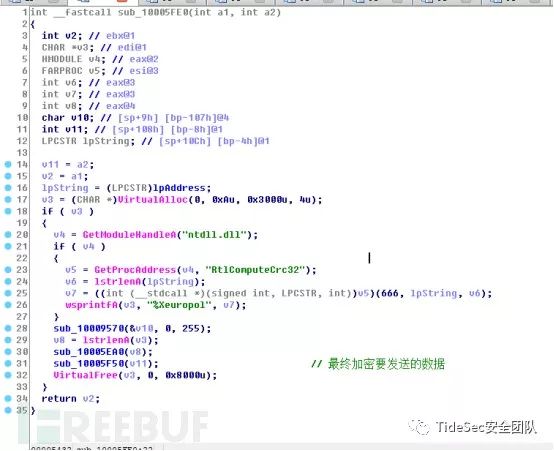 1 int __fastcall sub_10005FE0(int a1, int a2)
2 {
3 int v2; // ebx@1
4 CHAR *v3; // edi@1
5 HMODULE v4; // eax@2
6 FARPROC v5; // esi@3
7 int v6; // eax@3
8 int v7; // eax@3
9 int v8; // eax@4
10 char v10; // [sp+9h] [bp-107h]@4
11 int v11; // [sp+108h] [bp-8h]@1
12 LPCSTR lpString; // [sp+10Ch] [bp-4h]@1
13
14 v11 = a2;
15 v2 = a1;
16 lpString = (LPCSTR)lpAddress;
17 v3 = (CHAR *)VirtualAlloc(0, 0xAu, 0x3000u, 4u);
18 if ( v3 )
19 {
20 v4 = GetModuleHandleA("ntdll.dll");
21 if ( v4 )
22 {
23 v5 = GetProcAddress(v4, "RtlComputeCrc32");
24 v6 = lstrlenA(lpString);
25 v7 = ((int (__stdcall *)(signed int, LPCSTR, int))v5)(666, lpString, v6);
26 wsprintfA(v3, "%Xeuropol", v7);
27 }
28 sub_10009570(&v10, 0, 255);
29 v8 = lstrlenA(v3);
30 sub_10005EA0(v8);
31 sub_10005F50(v11); // 最终加密要发送的数据
32 VirtualFree(v3, 0, 0x8000u);
33 }
34 return v2;
35 }
REEBUF
TideSec安全团队